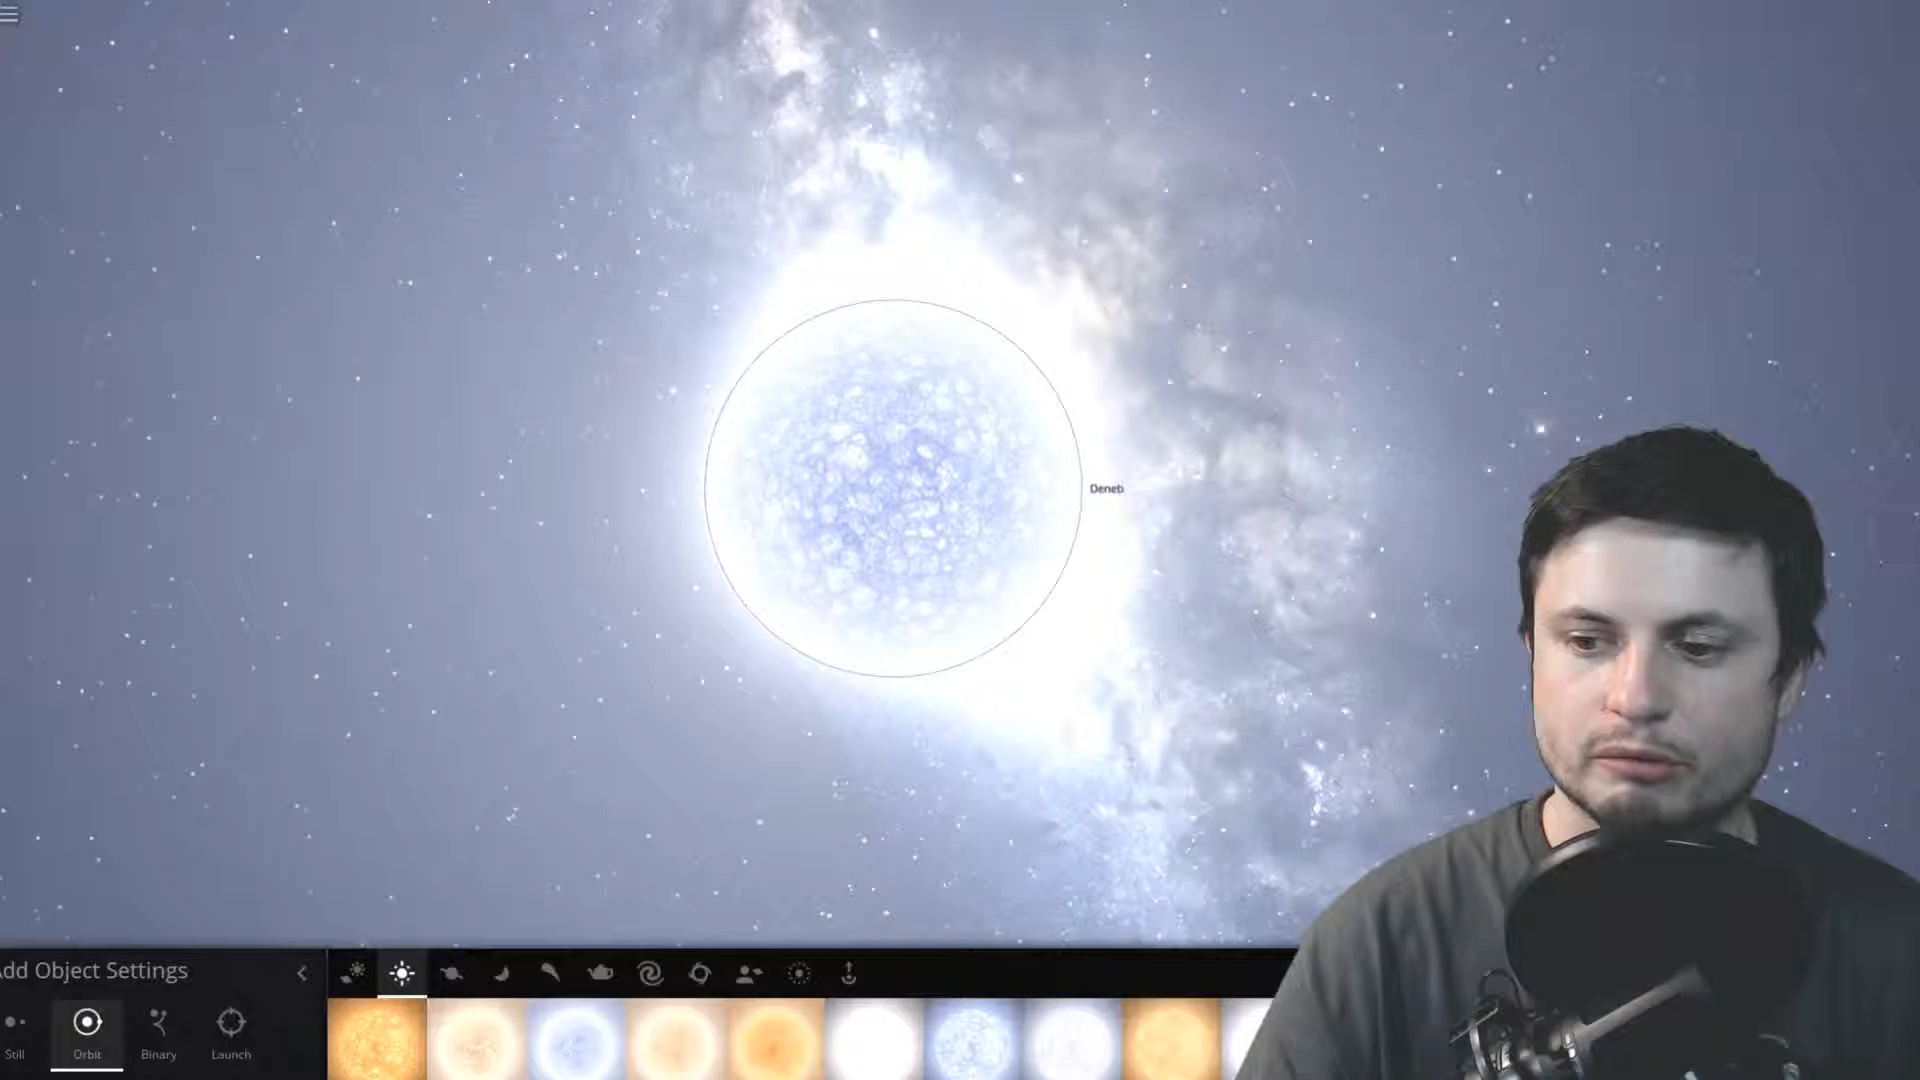 Deneb
dd Object Settings
Still
Orbit
Binary
Launch